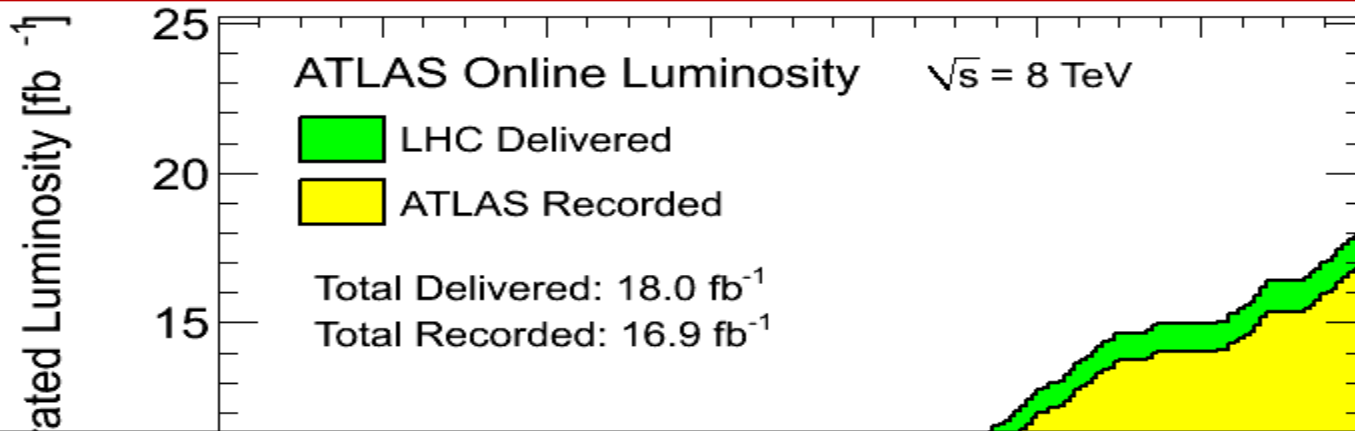 25
ATLAS Online Luminosity √s = 8 TeV
LHC Delivered
20
ATLAS Recorded
Total Delivered: 18.0 fb⁻¹
Total Recorded: 16.9 fb⁻¹
15
rated Luminosity [fb⁻¹]